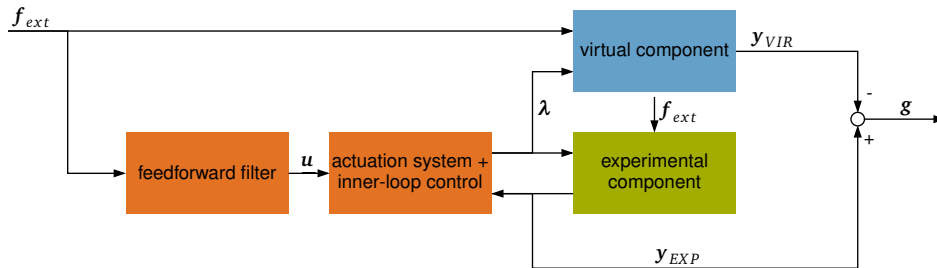 f_ext
virtual component
y_VIR
λ
f_ext
-
g
+
feedforward filter
u
actuation system +
inner-loop control
experimental
component
y_EXP